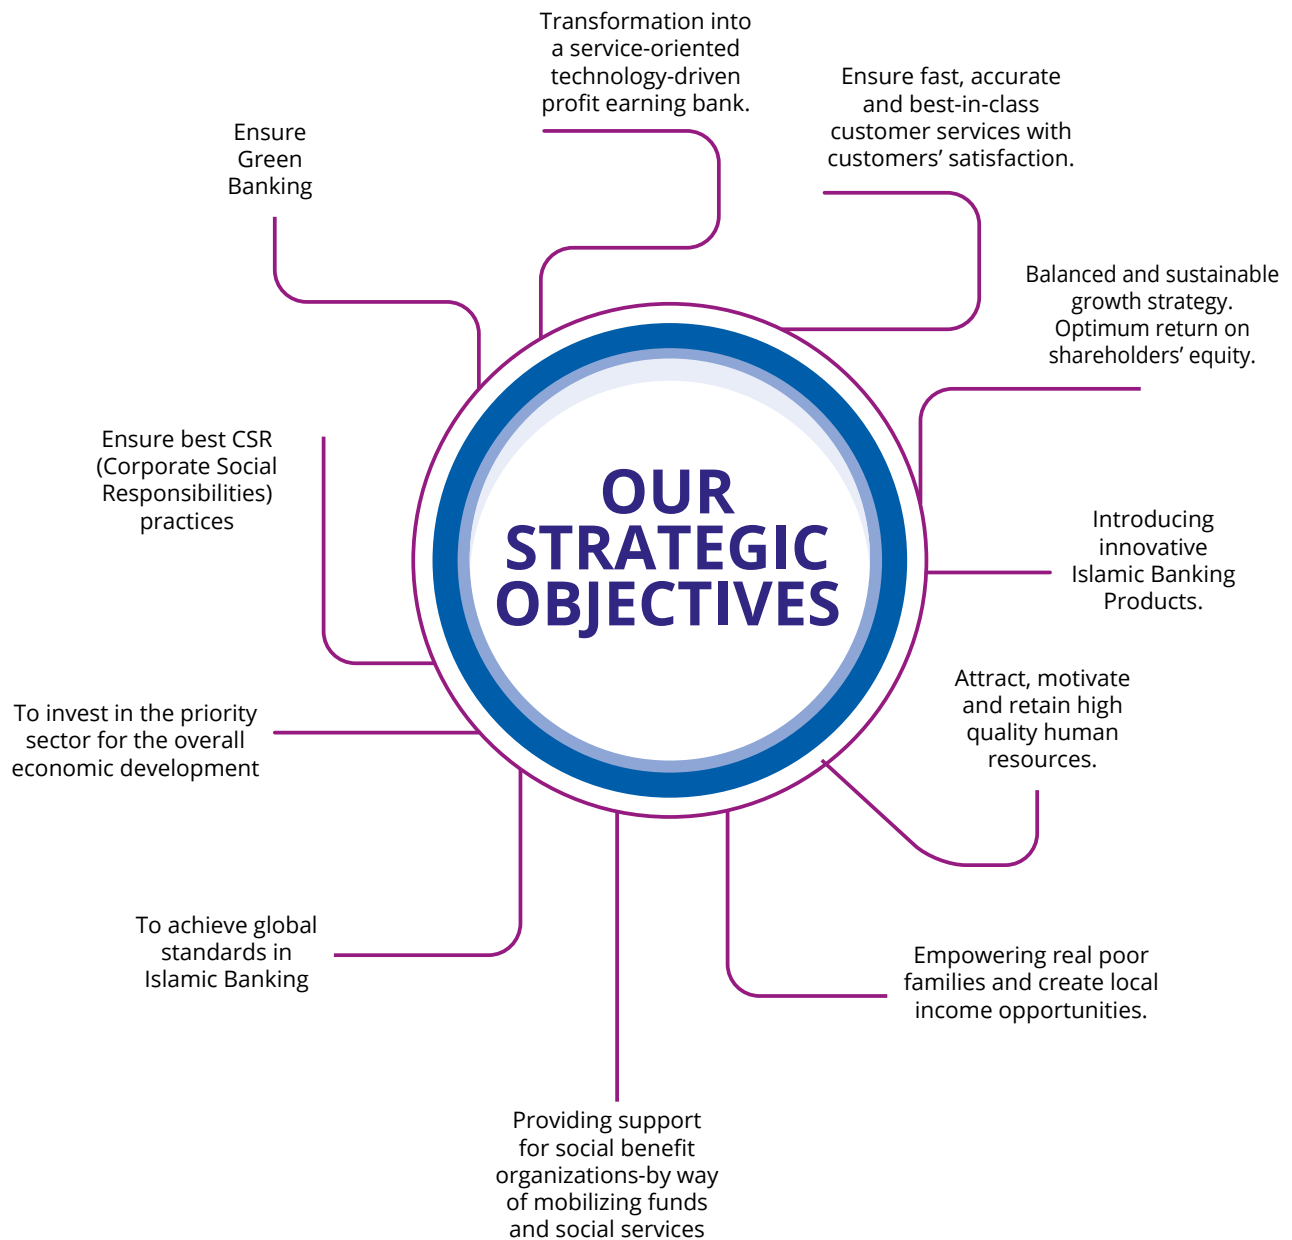 Transformation into
a service-oriented
technology-driven
profit earning bank.
Ensure fast, accurate
and best-in-class
customer services with
customers’ satisfaction.
Balanced and sustainable
growth strategy.
Optimum return on
shareholders’ equity.
Introducing
innovative
Islamic Banking
Products.
Attract, motivate
and retain high
quality human
resources.
Empowering real poor
families and create local
income opportunities.
Providing support
for social benefit
organizations-by way
of mobilizing funds
and social services
To achieve global
standards in
Islamic Banking
To invest in the priority
sector for the overall
economic development
Ensure best CSR
(Corporate Social
Responsibilities)
practices
Ensure
Green
Banking
OUR
STRATEGIC
OBJECTIVES